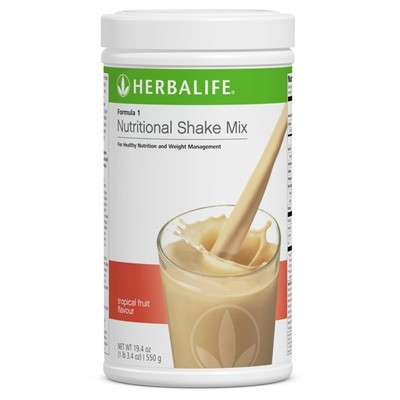 HERBALIFE®
Formula 1
Nutritional Shake Mix
For Healthy Nutrition and Weight Management
tropical fruit
flavour
NET WT 19.4 oz
(1 lb 3.4 oz) 550 g